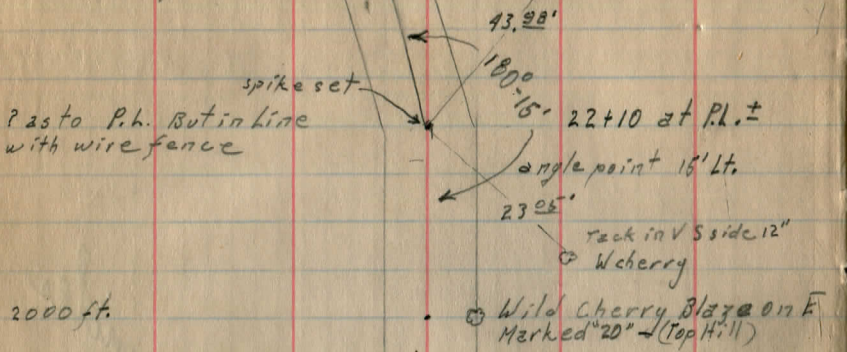 43.98'
180°-15'
spike set
? as to P.L. But in Line
with wire fence
22+10 at P.L.±
angle point 15' Lt.
23.05'
Tack in V S side 12"
W cherry
2000 ft.
Wild Cherry Blaze on E
Marked "20" - (Top Hill)